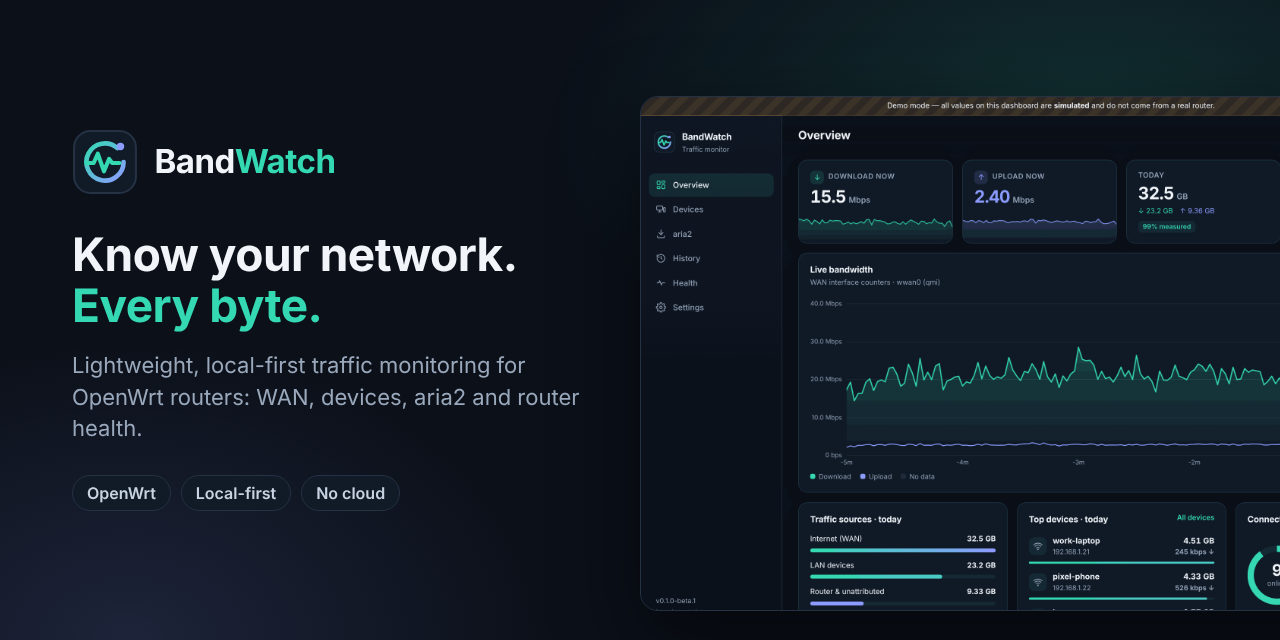 BandWatch
Know your network.
Every byte.
Lightweight, local-first traffic monitoring for
OpenWrt routers: WAN, devices, aria2 and router
health.
OpenWrt
Local-first
No cloud
Demo mode — all values on this dashboard are simulated and do not come from a real router.
BandWatch
Traffic monitor
Overview
Devices
aria2
History
Health
Settings
v0.1.0-beta.1
Overview
DOWNLOAD NOW
15.5 Mbps
UPLOAD NOW
2.40 Mbps
TODAY
32.5 GB
↓ 23.2 GB ↑ 9.36 GB
99% measured
Live bandwidth
WAN interface counters · wwan0 (qmi)
40.0 Mbps
30.0 Mbps
20.0 Mbps
10.0 Mbps
0 bps
-5m -4m -3m -2m
Download Upload No data
Traffic sources · today
Internet (WAN) 32.5 GB
LAN devices 23.2 GB
Router & unattributed 9.33 GB
Top devices · today All devices
work-laptop 4.51 GB
192.168.1.21 245 kbps ↓
pixel-phone 4.33 GB
192.168.1.22 526 kbps ↓